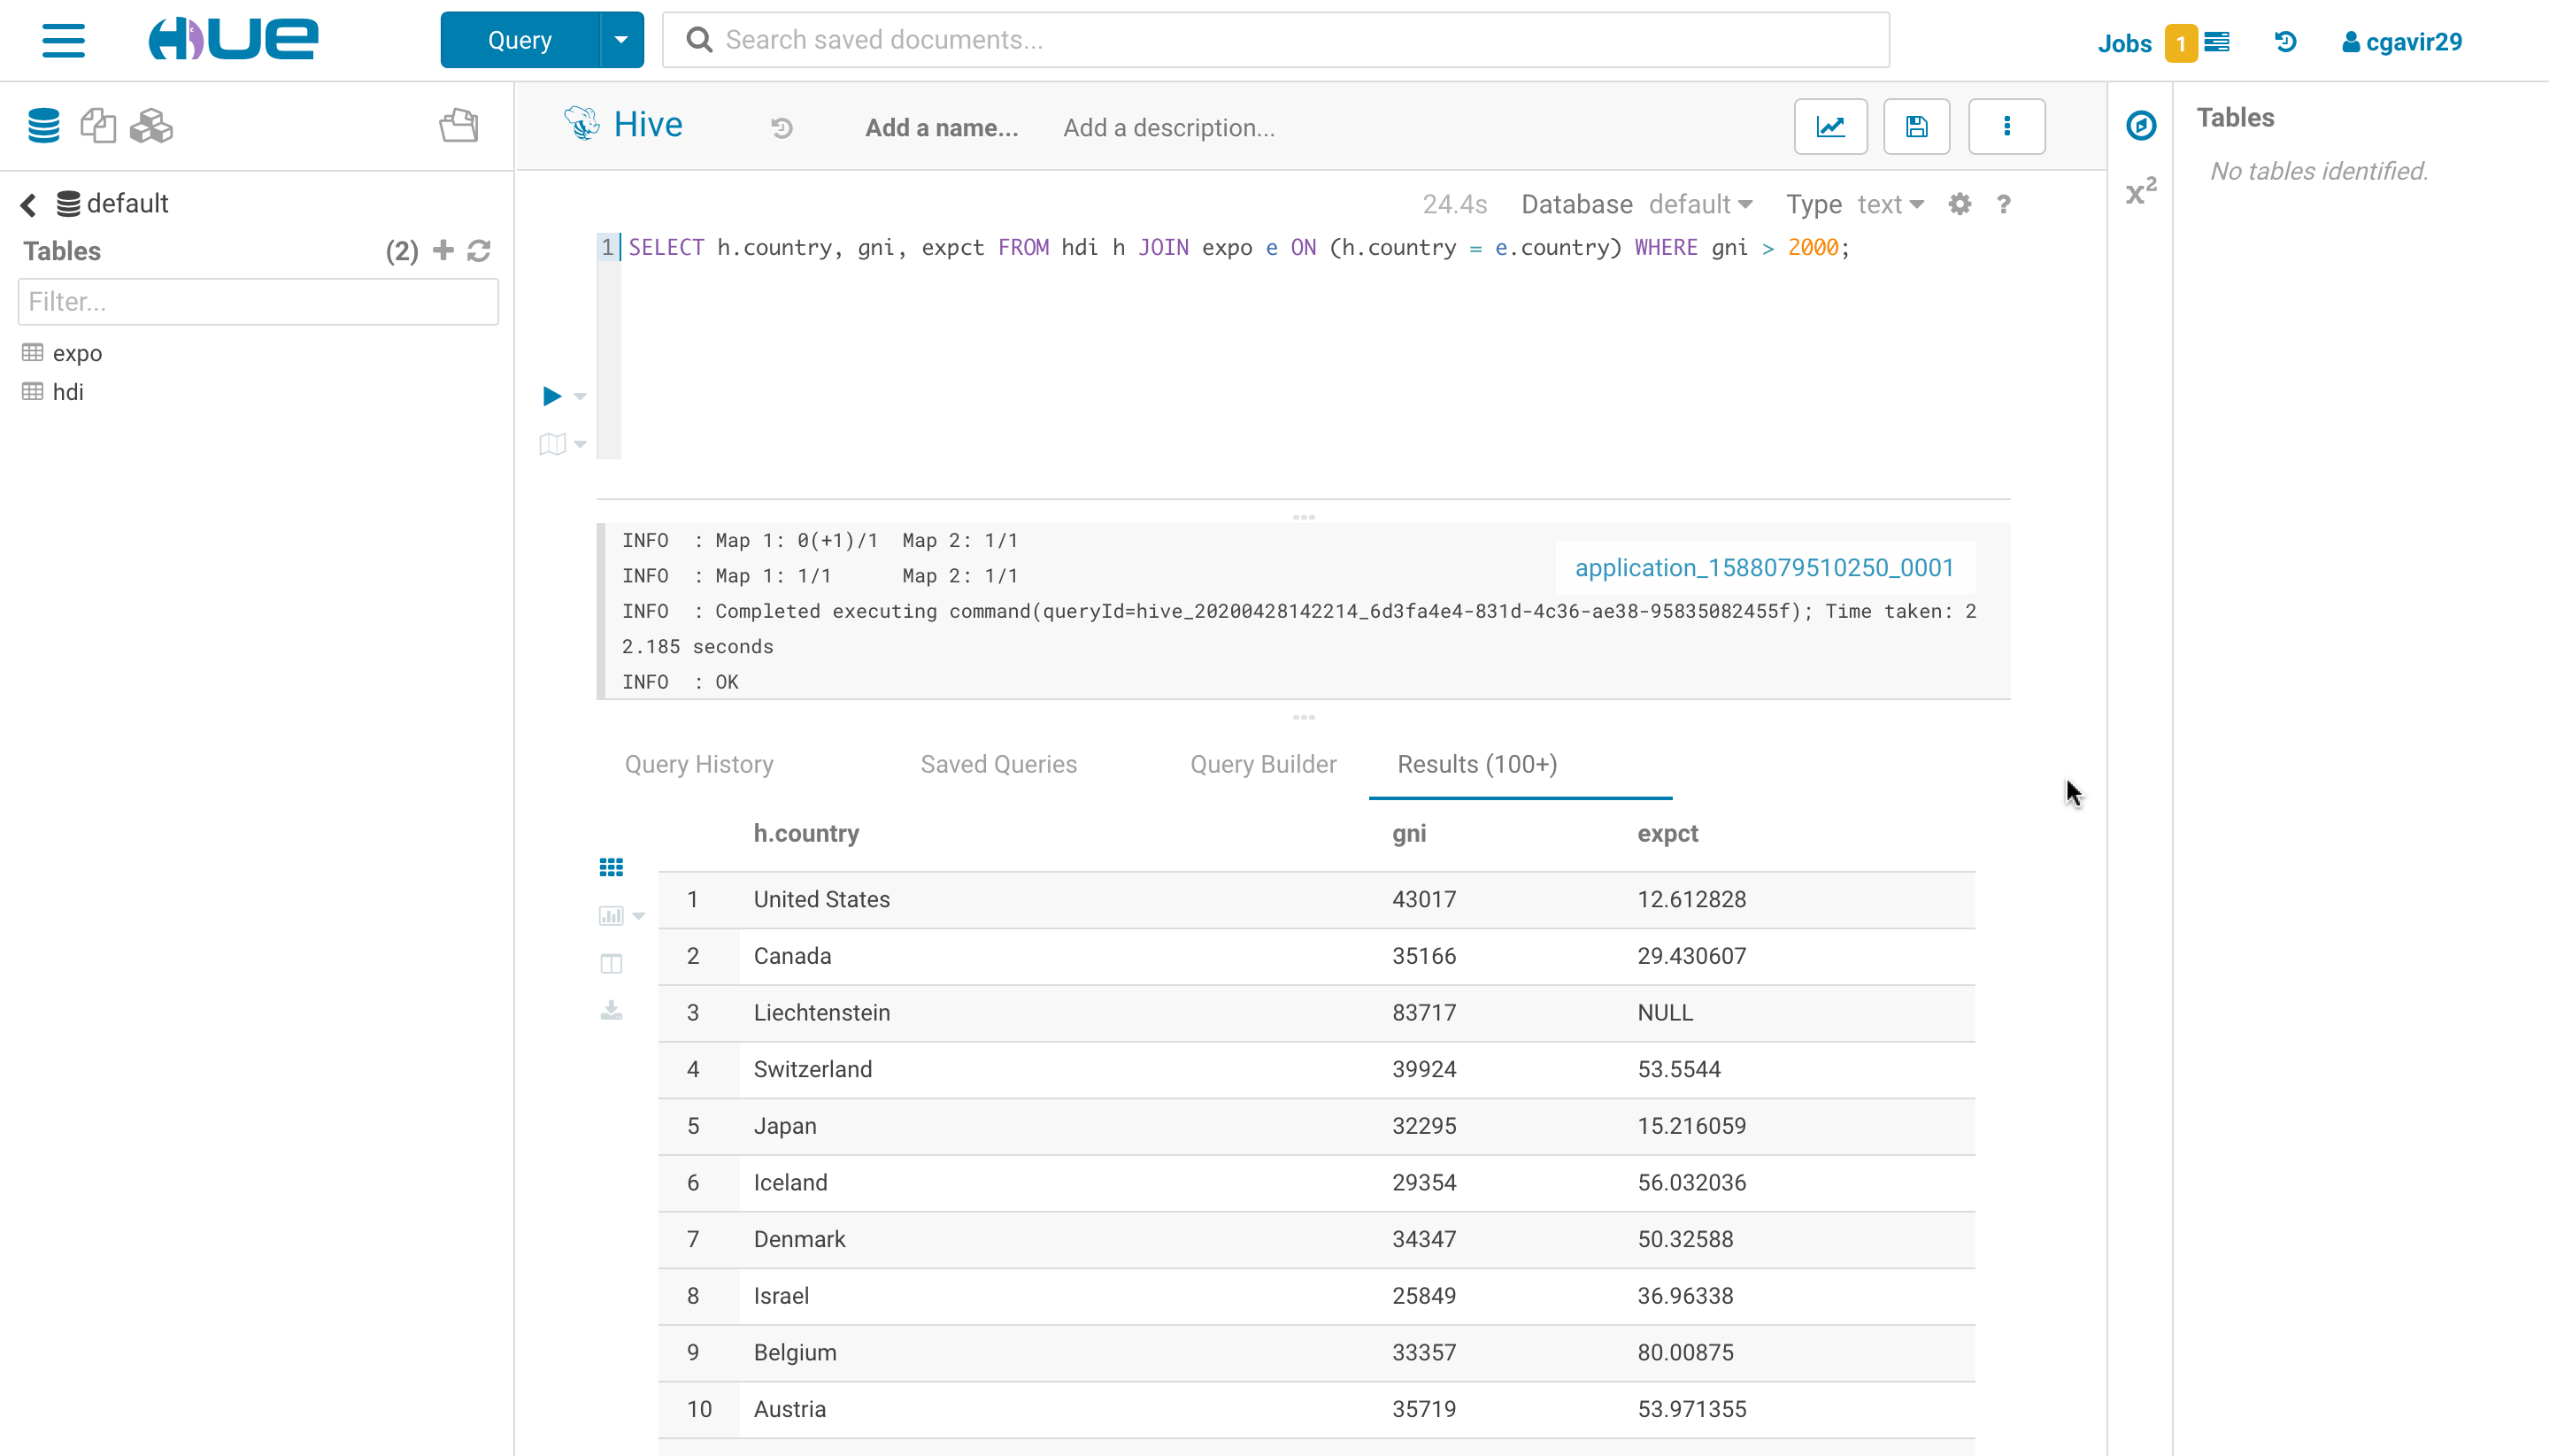 HUE
Query
Search saved documents...
Jobs 1
cgavir29
default
Tables (2)
Filter...
expo
hdi
Hive Add a name... Add a description...
24.4s Database default Type text ?
1 SELECT h.country, gni, expct FROM hdi h JOIN expo e ON (h.country = e.country) WHERE gni > 2000;
INFO : Map 1: 0(+1)/1 Map 2: 1/1
INFO : Map 1: 1/1 Map 2: 1/1
application_1588079510250_0001
INFO : Completed executing command(queryId=hive_20200428142214_6d3fa4e4-831d-4c36-ae38-95835082455f); Time taken: 2
2.185 seconds
INFO : OK
Query History Saved Queries Query Builder Results (100+)
h.country gni expct
1 United States 43017 12.612828
2 Canada 35166 29.430607
3 Liechtenstein 83717 NULL
4 Switzerland 39924 53.5544
5 Japan 32295 15.216059
6 Iceland 29354 56.032036
7 Denmark 34347 50.32588
8 Israel 25849 36.96338
9 Belgium 33357 80.00875
10 Austria 35719 53.971355
Tables
No tables identified.
x2